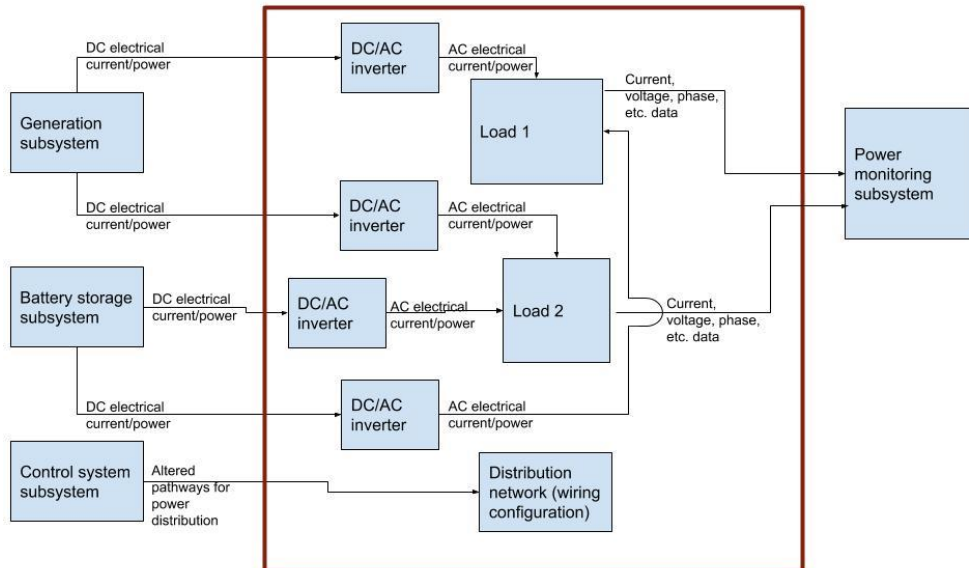 DC electrical
current/power
DC/AC
inverter
AC electrical
current/power
Current,
voltage, phase,
etc. data
Generation
subsystem
Load 1
Power
monitoring
subsystem
DC electrical
current/power
DC/AC
inverter
AC electrical
current/power
Battery storage
subsystem
DC electrical
current/power
DC/AC
inverter
AC electrical
current/power
Load 2
Current,
voltage, phase,
etc. data
DC electrical
current/power
DC/AC
inverter
AC electrical
current/power
Control system
subsystem
Altered
pathways for
power
distribution
Distribution
network (wiring
configuration)